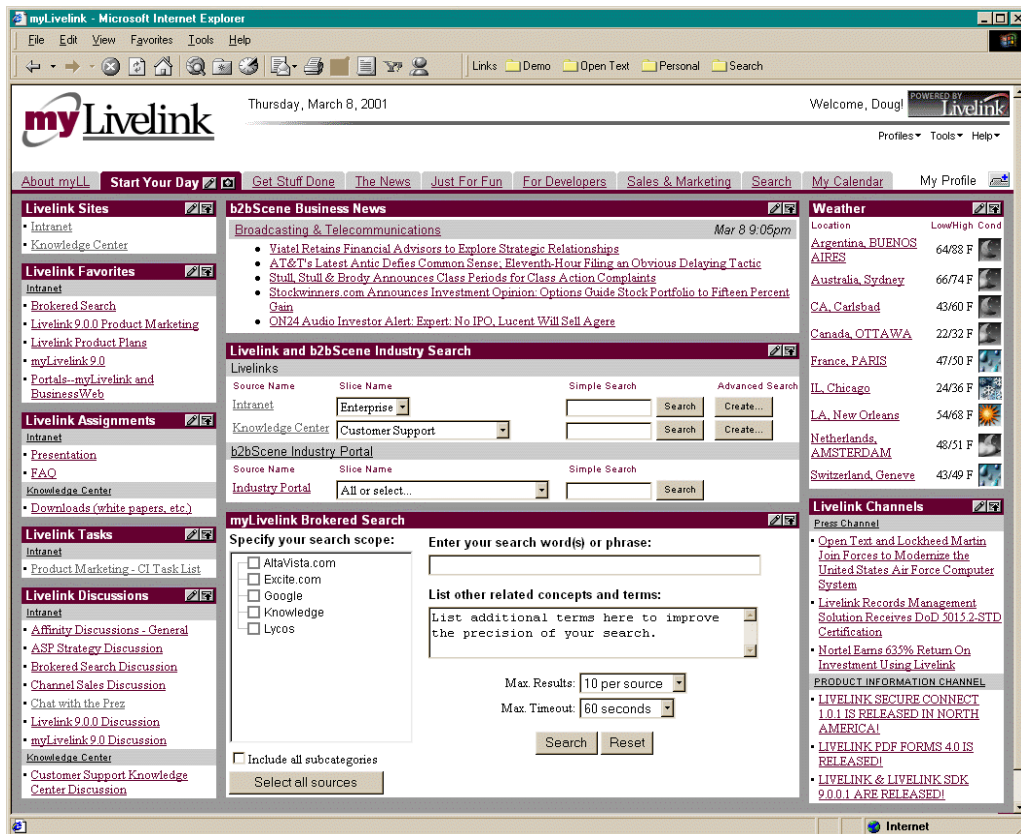 myLivelink - Microsoft Internet Explorer
File Edit View Favorites Tools Help
Links Demo Open Text Personal Search
myLivelink
Thursday, March 8, 2001
Welcome, Doug!
POWERED BY
Livelink
Profiles Tools Help
About myLL Start Your Day Get Stuff Done The News Just For Fun For Developers Sales & Marketing Search My Calendar My Profile
Livelink Sites
Intranet
Knowledge Center
Livelink Favorites
Intranet
Brokered Search
Livelink 9.0.0 Product Marketing
Livelink Product Plans
myLivelink 9.0
Portals--myLivelink and
BusinessWeb
Livelink Assignments
Intranet
Presentation
FAQ
Knowledge Center
Downloads (white papers, etc.)
Livelink Tasks
Intranet
Product Marketing - CI Task List
Livelink Discussions
Intranet
Affinity Discussions - General
ASP Strategy Discussion
Brokered Search Discussion
Channel Sales Discussion
Chat with the Prez
Livelink 9.0.0 Discussion
myLivelink 9.0 Discussion
Knowledge Center
Customer Support Knowledge
Center Discussion
b2bScene Business News
Broadcasting & Telecommunications Mar 8 9:05pm
Viatel Retains Financial Advisors to Explore Strategic Relationships
AT&T's Latest Antic Defies Common Sense; Eleventh-Hour Filing an Obvious Delaying Tactic
Stull, Stull & Brody Announces Class Periods for Class Action Complaints
Stockwinners.com Announces Investment Opinion: Options Guide Stock Portfolio to Fifteen Percent
Gain
ON24 Audio Investor Alert: Expert: No IPO, Lucent Will Sell Agere
Livelink and b2bScene Industry Search
Livelinks
Source Name Slice Name Simple Search Advanced Search
Intranet Enterprise Search Create...
Knowledge Center Customer Support Search Create...
b2bScene Industry Portal
Source Name Slice Name Simple Search
Industry Portal All or select... Search
myLivelink Brokered Search
Specify your search scope:
AltaVista.com
Excite.com
Google
Knowledge
Lycos
Include all subcategories
Select all sources
Enter your search word(s) or phrase:
List other related concepts and terms:
List additional terms here to improve
the precision of your search.
Max. Results: 10 per source
Max. Timeout: 60 seconds
Search Reset
Weather
Location Low/High Cond
Argentina, BUENOS
AIRES 64/88 F
Australia, Sydney 66/74 F
CA, Carlsbad 43/60 F
Canada, OTTAWA 22/32 F
France, PARIS 47/50 F
IL, Chicago 24/36 F
LA, New Orleans 54/68 F
Netherlands,
AMSTERDAM 48/51 F
Switzerland, Geneve 43/49 F
Livelink Channels
Press Channel
Open Text and Lockheed Martin
Join Forces to Modernize the
United States Air Force Computer
System
Livelink Records Management
Solution Receives DoD 5015.2-STD
Certification
Nortel Earns 635% Return On
Investment Using Livelink
PRODUCT INFORMATION CHANNEL
LIVELINK SECURE CONNECT
1.0.1 IS RELEASED IN NORTH
AMERICA!
LIVELINK PDF FORMS 4.0 IS
RELEASED!
LIVELINK & LIVELINK SDK
9.0.0.1 ARE RELEASED!
Internet